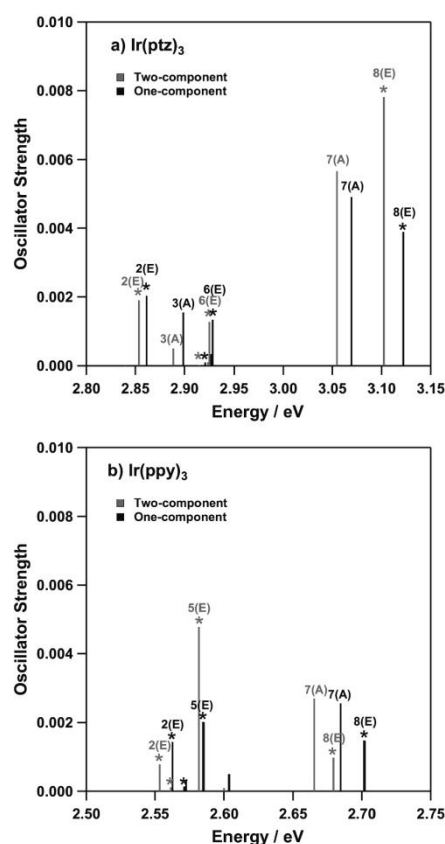 a) Ir(ptz)3
Two-component
One-component
Oscillator Strength
0.010
0.008
0.006
0.004
0.002
0.000
2(E)
*
2(E)
*
3(A)
3(A)
6(E)
*
6(E)
*
*
*
7(A)
7(A)
8(E)
*
8(E)
*
2.80 2.85 2.90 2.95 3.00 3.05 3.10 3.15
Energy / eV
b) Ir(ppy)3
Two-component
One-component
Oscillator Strength
0.010
0.008
0.006
0.004
0.002
0.000
2(E)
*
2(E)
*
*
*
5(E)
*
5(E)
*
7(A)
7(A)
8(E)
*
8(E)
*
2.50 2.55 2.60 2.65 2.70 2.75
Energy / eV